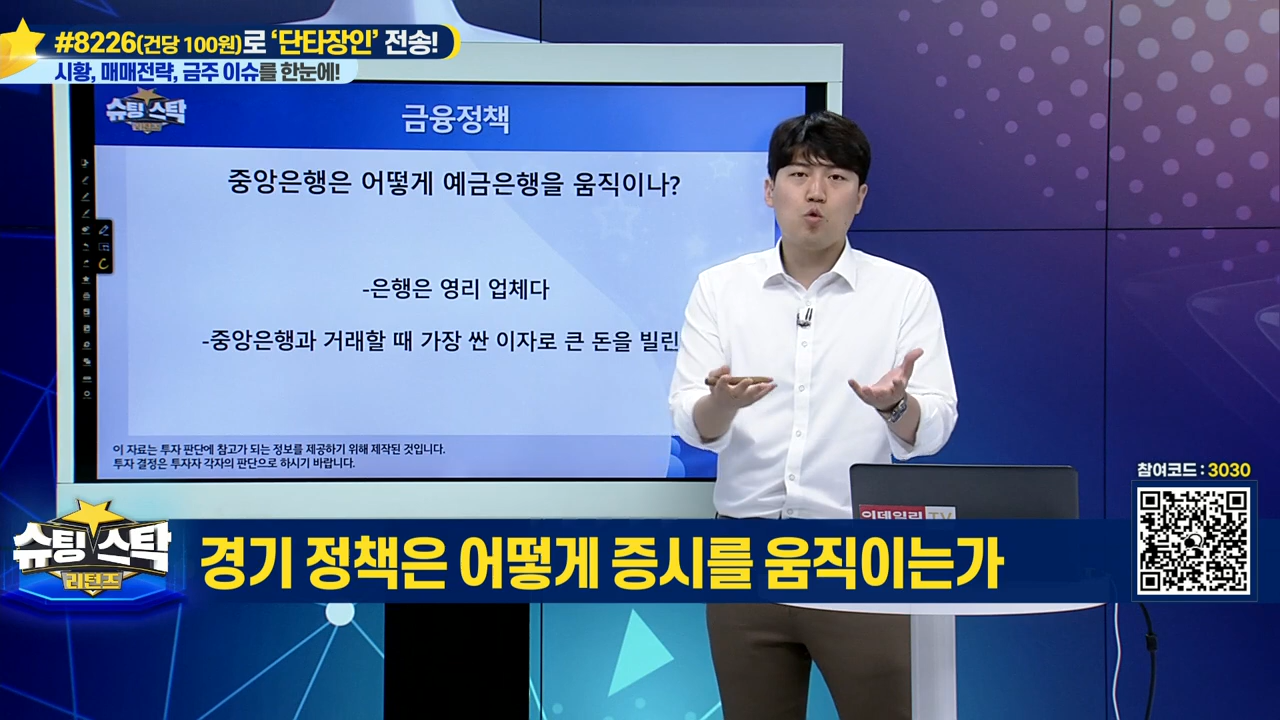 #8226(건당 100원)로 ‘단타장인’ 전송!
시황, 매매전략, 금주 이슈를 한눈에!
슈팅 스탁
리턴즈
금융정책
중앙은행은 어떻게 예금은행을 움직이나?
-은행은 영리 업체다
-중앙은행과 거래할 때 가장 싼 이자로 큰 돈을 빌린
이 자료는 투자 판단에 참고가 되는 정보를 제공하기 위해 제작된 것입니다.
투자 결정은 투자자 각자의 판단으로 하시기 바랍니다.
참여코드 : 3030
이데일리 TV
슈팅 스탁
리턴즈
경기 정책은 어떻게 증시를 움직이는가